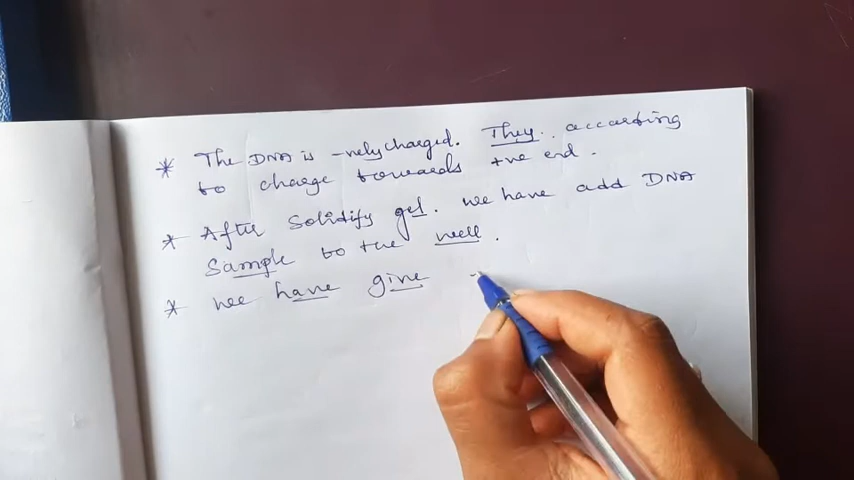 * The DNA is -vely charged. They. according
to charge towards +ve end.
* After Solidify gel. we have add DNA
Sample to the well.
* we have give